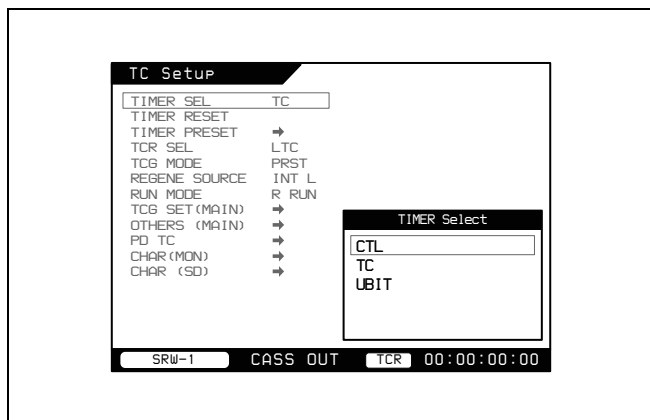 TC Setup
TIMER SEL TC
TIMER RESET
TIMER PRESET ➔
TCR SEL LTC
TCG MODE PRST
REGENE SOURCE INT L
RUN MODE R RUN
TCG SET(MAIN) ➔
OTHERS (MAIN) ➔
PD TC ➔
CHAR(MON) ➔
CHAR (SD) ➔
TIMER Select
CTL
TC
UBIT
SRW-1 CASS OUT TCR 00:00:00:00